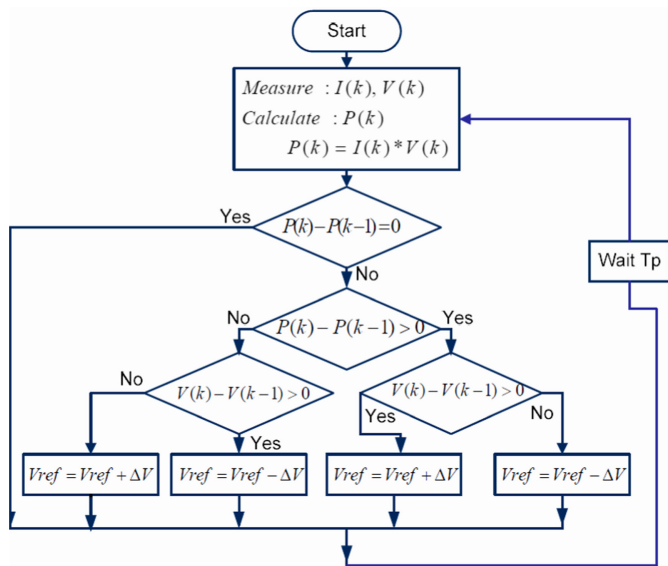 Start
Measure : I(k), V(k)
Calculate : P(k)
P(k) = I(k)*V(k)
Yes
P(k)−P(k−1)=0
No
Wait Tp
No
P(k)−P(k−1)>0
Yes
No
V(k)−V(k−1)>0
Yes
V(k)−V(k−1)>0
Yes
No
Vref =Vref +ΔV
Vref =Vref −ΔV
Vref =Vref +ΔV
Vref =Vref −ΔV